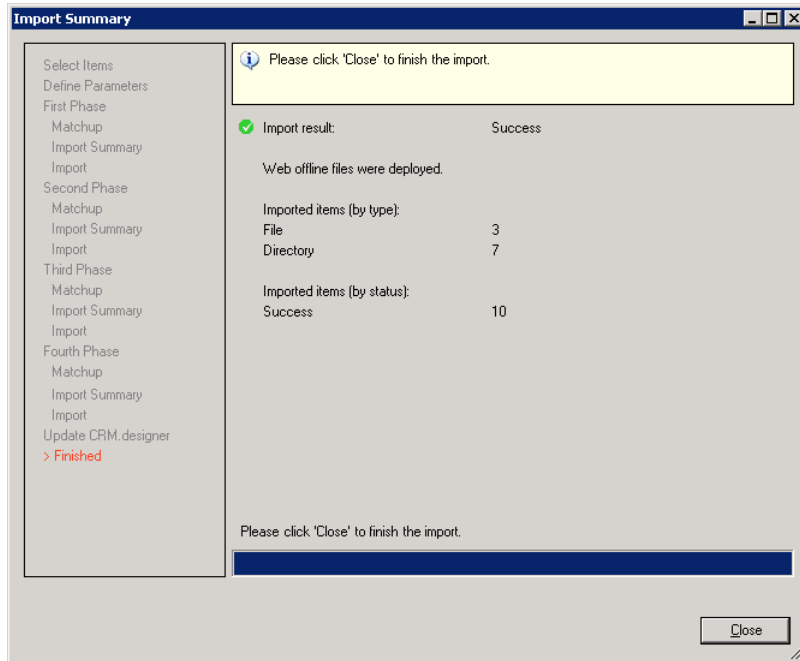 Import Summary
Select Items
Define Parameters
First Phase
Matchup
Import Summary
Import
Second Phase
Matchup
Import Summary
Import
Third Phase
Matchup
Import Summary
Import
Fourth Phase
Matchup
Import Summary
Import
Update CRM.designer
> Finished
Please click 'Close' to finish the import.
Import result: Success
Web offline files were deployed.
Imported items (by type):
File 3
Directory 7
Imported items (by status):
Success 10
Please click 'Close' to finish the import.
Close